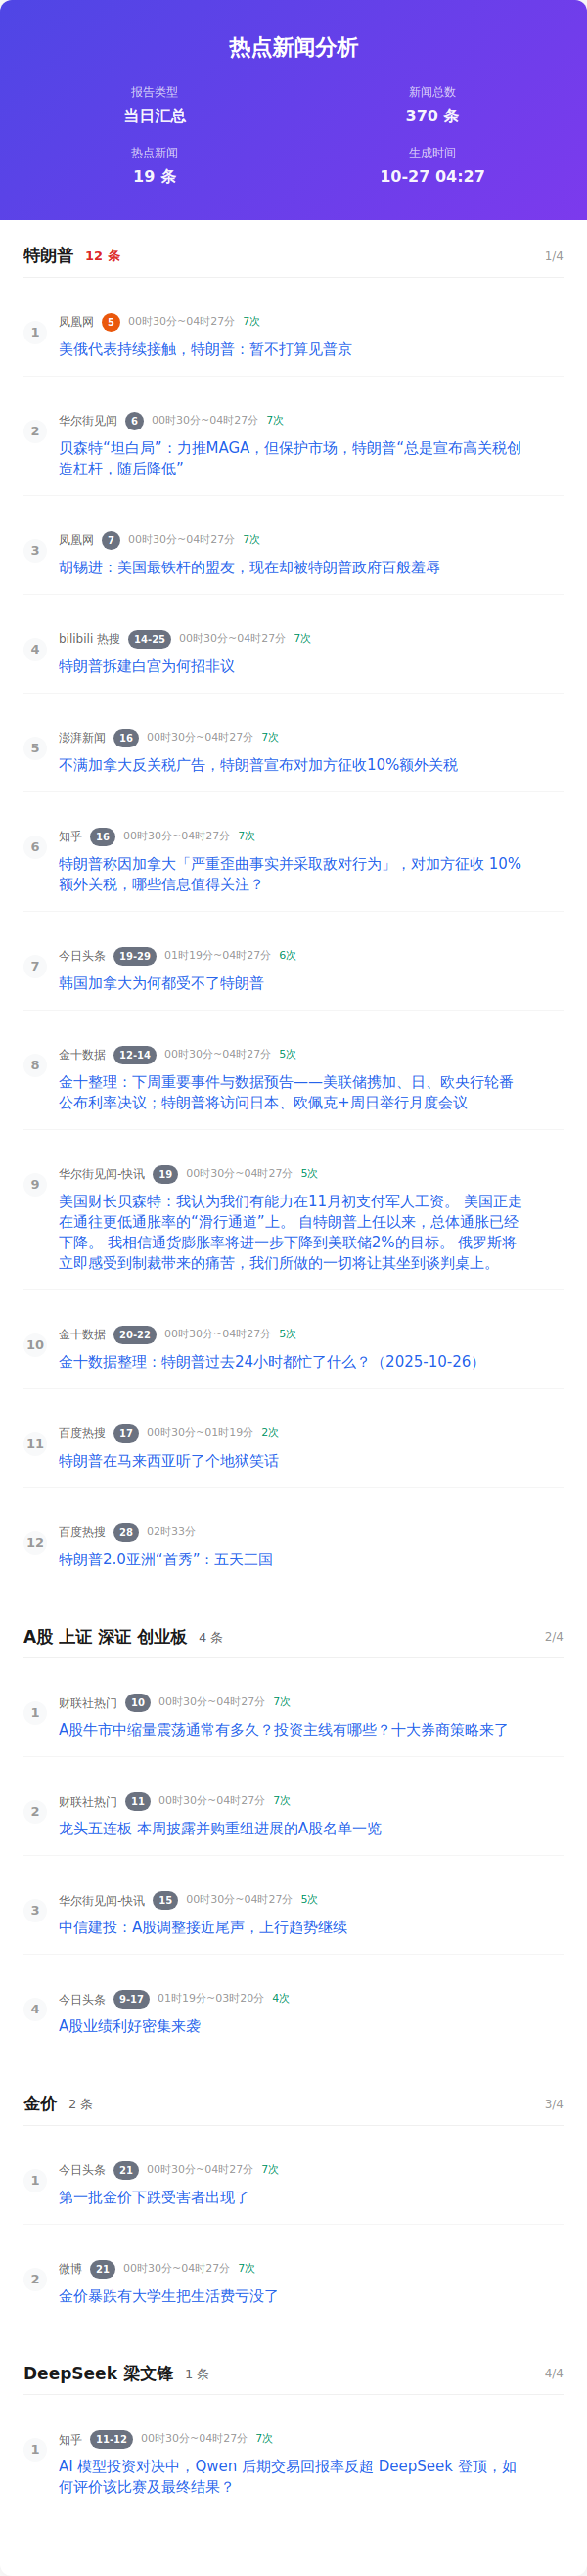 热点新闻分析
报告类型
当日汇总
新闻总数
370 条
热点新闻
19 条
生成时间
10-27 04:27
特朗普 12 条 1/4
1
凤凰网 5 00时30分~04时27分 7次
美俄代表持续接触，特朗普：暂不打算见普京
2
华尔街见闻 6 00时30分~04时27分 7次
贝森特“坦白局”：力推MAGA，但保护市场，特朗普“总是宣布高关税创
造杠杆，随后降低”
3
凤凰网 7 00时30分~04时27分 7次
胡锡进：美国最铁杆的盟友，现在却被特朗普政府百般羞辱
4
bilibili 热搜 14-25 00时30分~04时27分 7次
特朗普拆建白宫为何招非议
5
澎湃新闻 16 00时30分~04时27分 7次
不满加拿大反关税广告，特朗普宣布对加方征收10%额外关税
6
知乎 16 00时30分~04时27分 7次
特朗普称因加拿大「严重歪曲事实并采取敌对行为」，对加方征收 10%
额外关税，哪些信息值得关注？
7
今日头条 19-29 01时19分~04时27分 6次
韩国加拿大为何都受不了特朗普
8
金十数据 12-14 00时30分~04时27分 5次
金十整理：下周重要事件与数据预告——美联储携加、日、欧央行轮番
公布利率决议；特朗普将访问日本、欧佩克+周日举行月度会议
9
华尔街见闻-快讯 19 00时30分~04时27分 5次
美国财长贝森特：我认为我们有能力在11月初支付军人工资。 美国正走
在通往更低通胀率的“滑行通道”上。 自特朗普上任以来，总体通胀已经
下降。 我相信通货膨胀率将进一步下降到美联储2%的目标。 俄罗斯将
立即感受到制裁带来的痛苦，我们所做的一切将让其坐到谈判桌上。
10
金十数据 20-22 00时30分~04时27分 5次
金十数据整理：特朗普过去24小时都忙了什么？（2025-10-26）
11
百度热搜 17 00时30分~01时19分 2次
特朗普在马来西亚听了个地狱笑话
12
百度热搜 28 02时33分
特朗普2.0亚洲“首秀”：五天三国
A股 上证 深证 创业板 4 条 2/4
1
财联社热门 10 00时30分~04时27分 7次
A股牛市中缩量震荡通常有多久？投资主线有哪些？十大券商策略来了
2
财联社热门 11 00时30分~04时27分 7次
龙头五连板 本周披露并购重组进展的A股名单一览
3
华尔街见闻-快讯 15 00时30分~04时27分 5次
中信建投：A股调整接近尾声，上行趋势继续
4
今日头条 9-17 01时19分~03时20分 4次
A股业绩利好密集来袭
金价 2 条 3/4
1
今日头条 21 00时30分~04时27分 7次
第一批金价下跌受害者出现了
2
微博 21 00时30分~04时27分 7次
金价暴跌有大学生把生活费亏没了
DeepSeek 梁文锋 1 条 4/4
1
知乎 11-12 00时30分~04时27分 7次
AI 模型投资对决中，Qwen 后期交易回报率反超 DeepSeek 登顶，如
何评价该比赛及最终结果？